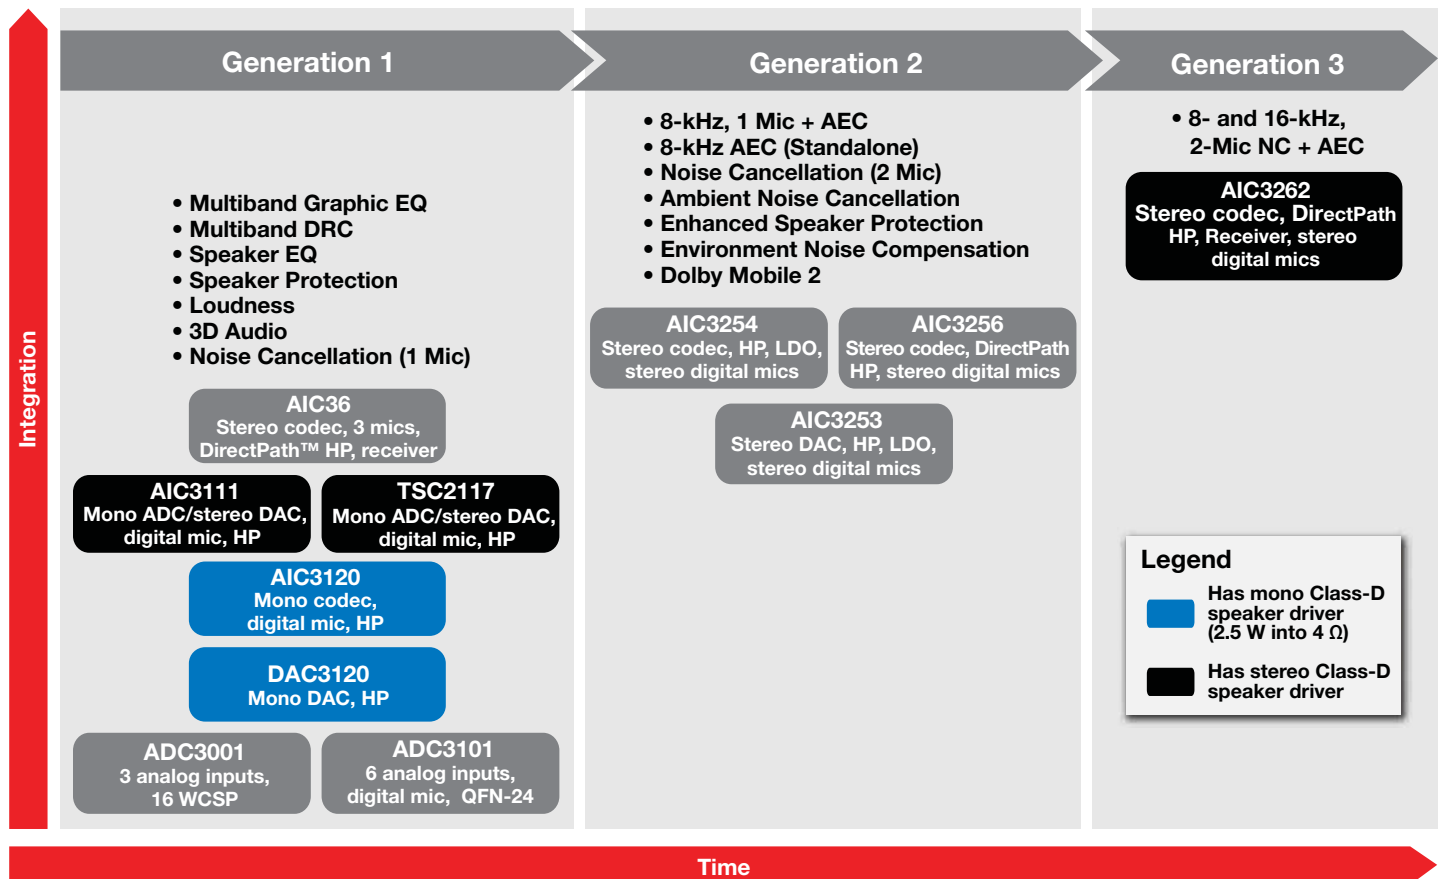 Generation 1
Generation 2
Generation 3
Integration
• Multiband Graphic EQ
• Multiband DRC
• Speaker EQ
• Speaker Protection
• Loudness
• 3D Audio
• Noise Cancellation (1 Mic)
AIC36
Stereo codec, 3 mics,
DirectPath™ HP, receiver
AIC3111
Mono ADC/stereo DAC,
digital mic, HP
TSC2117
Mono ADC/stereo DAC,
digital mic, HP
AIC3120
Mono codec,
digital mic, HP
DAC3120
Mono DAC, HP
ADC3001
3 analog inputs,
16 WCSP
ADC3101
6 analog inputs,
digital mic, QFN-24
• 8-kHz, 1 Mic + AEC
• 8-kHz AEC (Standalone)
• Noise Cancellation (2 Mic)
• Ambient Noise Cancellation
• Enhanced Speaker Protection
• Environment Noise Compensation
• Dolby Mobile 2
AIC3254
Stereo codec, HP, LDO,
stereo digital mics
AIC3256
Stereo codec, DirectPath
HP, stereo digital mics
AIC3253
Stereo DAC, HP, LDO,
stereo digital mics
• 8- and 16-kHz,
2-Mic NC + AEC
AIC3262
Stereo codec, DirectPath
HP, Receiver, stereo
digital mics
Legend
Has mono Class-D
speaker driver
(2.5 W into 4 Ω)
Has stereo Class-D
speaker driver
Time